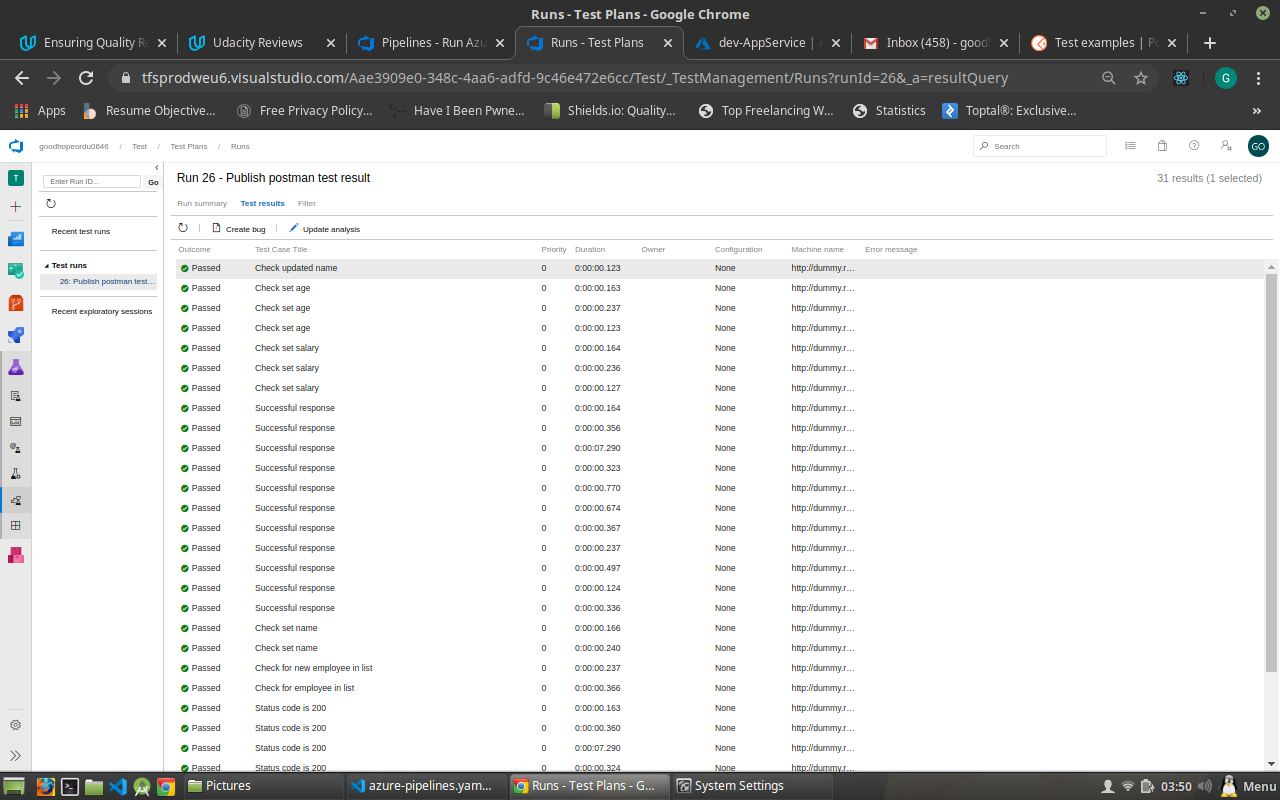 Runs - Test Plans - Google Chrome
Ensuring Quality R
Udacity Reviews
Pipelines - Run Azu
Runs - Test Plans
dev-AppService | A
Inbox (458) - good
Test examples | Po
tfsprodweu6.visualstudio.com/Aae3909e0-348c-4aa6-adfd-9c46e472e6cc/Test/_TestManagement/Runs?runId=26&_a=resultQuery
G
Apps
Resume Objective...
Free Privacy Policy...
Have I Been Pwne...
Shields.io: Quality...
Top Freelancing W...
Statistics
Toptal®: Exclusive...
»
goodhopeordu0646 / Test / Test Plans / Runs
Search
GO
T
Enter Run ID...
Go
Recent test runs
Test runs
26: Publish postman test...
Recent exploratory sessions
Run 26 - Publish postman test result
31 results (1 selected)
Run summary Test results Filter
Create bug Update analysis
Outcome Test Case Title Priority Duration Owner Configuration Machine name Error message
Passed Check updated name 0 0:00:00.123 None http://dummy.r...
Passed Check set age 0 0:00:00.163 None http://dummy.r...
Passed Check set age 0 0:00:00.237 None http://dummy.r...
Passed Check set age 0 0:00:00.123 None http://dummy.r...
Passed Check set salary 0 0:00:00.164 None http://dummy.r...
Passed Check set salary 0 0:00:00.236 None http://dummy.r...
Passed Check set salary 0 0:00:00.127 None http://dummy.r...
Passed Successful response 0 0:00:00.164 None http://dummy.r...
Passed Successful response 0 0:00:00.356 None http://dummy.r...
Passed Successful response 0 0:00:07.290 None http://dummy.r...
Passed Successful response 0 0:00:00.323 None http://dummy.r...
Passed Successful response 0 0:00:00.770 None http://dummy.r...
Passed Successful response 0 0:00:00.674 None http://dummy.r...
Passed Successful response 0 0:00:00.367 None http://dummy.r...
Passed Successful response 0 0:00:00.237 None http://dummy.r...
Passed Successful response 0 0:00:00.497 None http://dummy.r...
Passed Successful response 0 0:00:00.124 None http://dummy.r...
Passed Successful response 0 0:00:00.336 None http://dummy.r...
Passed Check set name 0 0:00:00.166 None http://dummy.r...
Passed Check set name 0 0:00:00.240 None http://dummy.r...
Passed Check for new employee in list 0 0:00:00.237 None http://dummy.r...
Passed Check for employee in list 0 0:00:00.366 None http://dummy.r...
Passed Status code is 200 0 0:00:00.163 None http://dummy.r...
Passed Status code is 200 0 0:00:00.360 None http://dummy.r...
Passed Status code is 200 0 0:00:07.290 None http://dummy.r...
Passed Status code is 200 0 0:00:00.324 None http://dummy.r...
Pictures
azure-pipelines.yam...
Runs - Test Plans - G...
System Settings
03:50
Menu